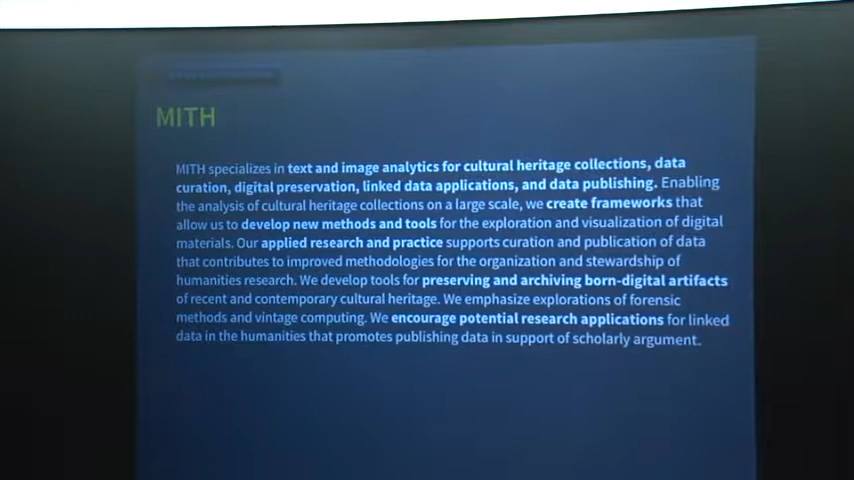 MITH
MITH specializes in text and image analytics for cultural heritage collections, data
curation, digital preservation, linked data applications, and data publishing. Enabling
the analysis of cultural heritage collections on a large scale, we create frameworks that
allow us to develop new methods and tools for the exploration and visualization of digital
materials. Our applied research and practice supports curation and publication of data
that contributes to improved methodologies for the organization and stewardship of
humanities research. We develop tools for preserving and archiving born-digital artifacts
of recent and contemporary cultural heritage. We emphasize explorations of forensic
methods and vintage computing. We encourage potential research applications for linked
data in the humanities that promotes publishing data in support of scholarly argument.